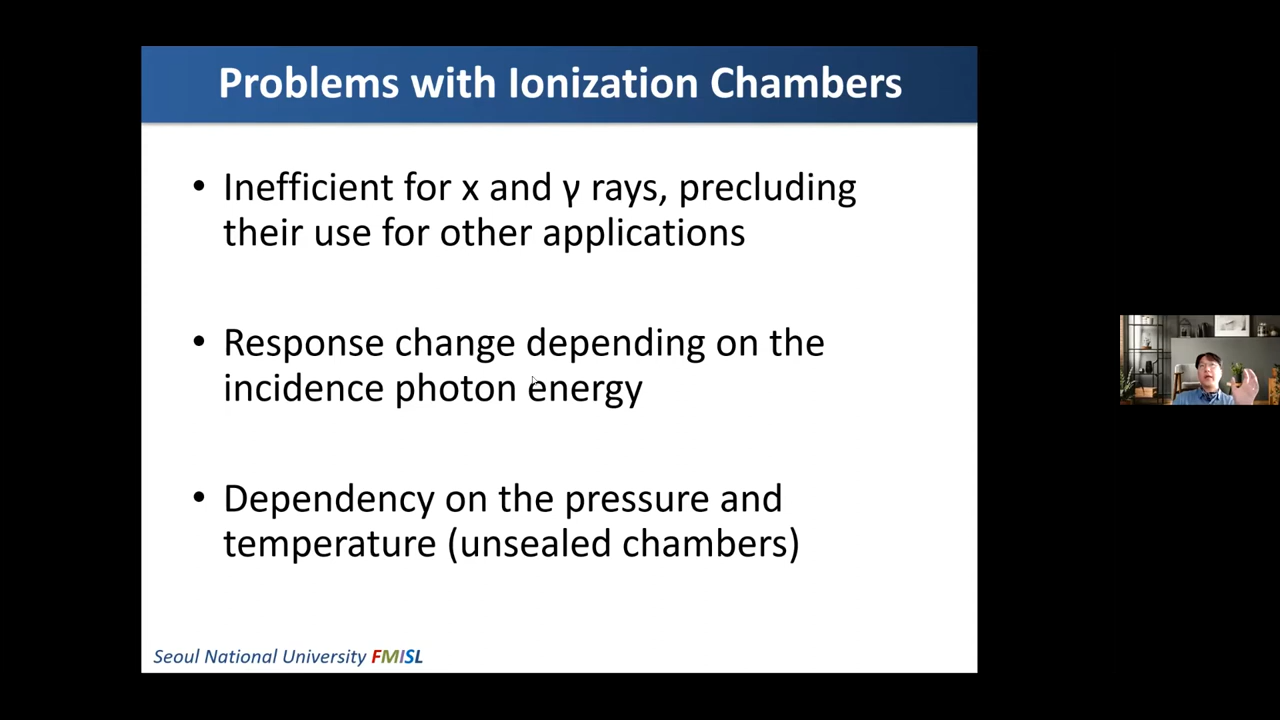 Problems with Ionization Chambers
• Inefficient for x and γ rays, precluding
their use for other applications
• Response change depending on the
incidence photon energy
• Dependency on the pressure and
temperature (unsealed chambers)
Seoul National University FMISL